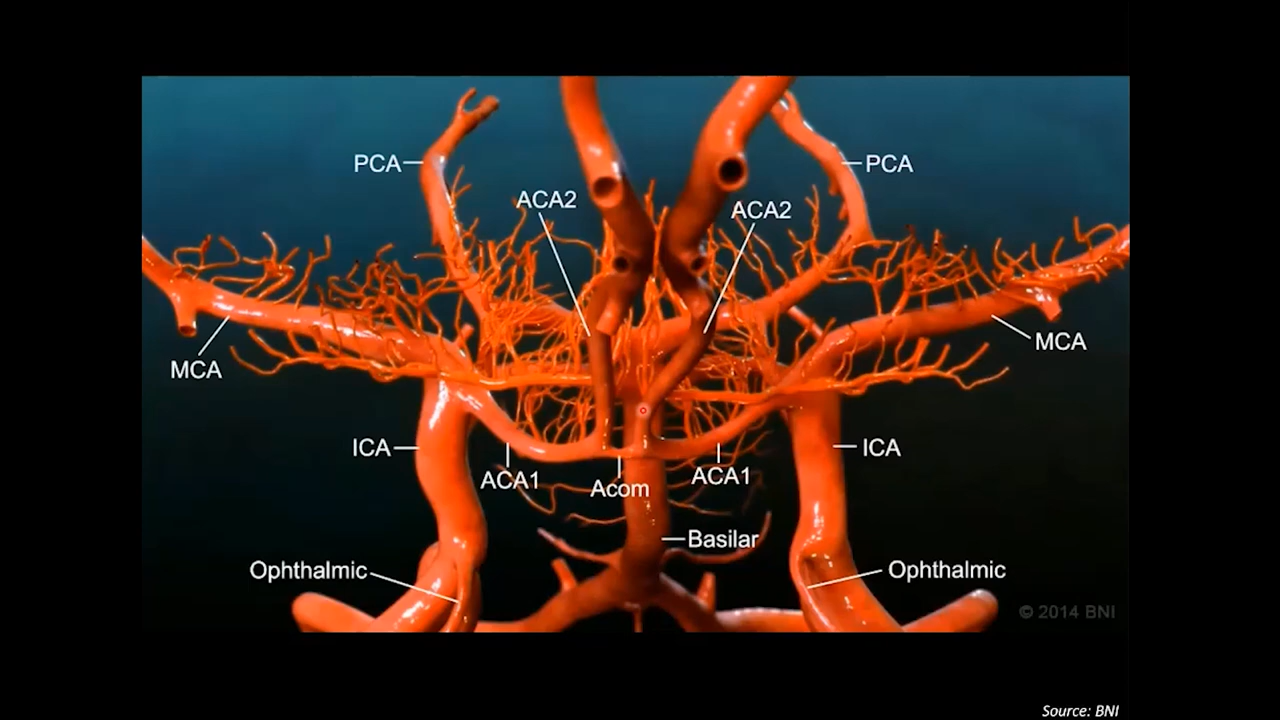 PCA
PCA
ACA2
ACA2
MCA
MCA
ICA
ICA
ACA1
Acom
ACA1
Basilar
Ophthalmic
Ophthalmic
© 2014 BNI
Source: BNI